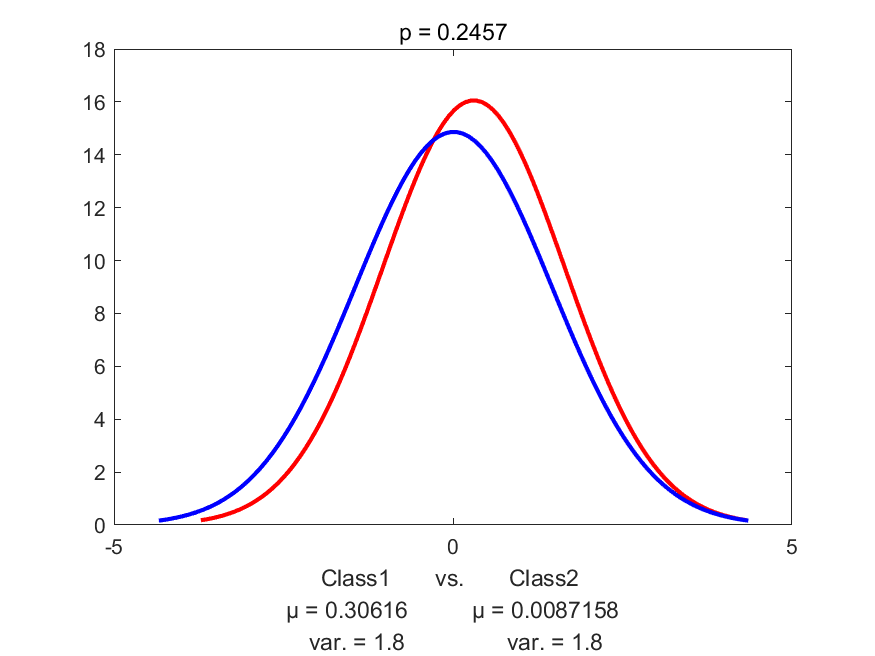 p = 0.2457
18
16
14
12
10
8
6
4
2
0
-5 0 5
Class1 vs. Class2
μ = 0.30616 μ = 0.0087158
var. = 1.8 var. = 1.8